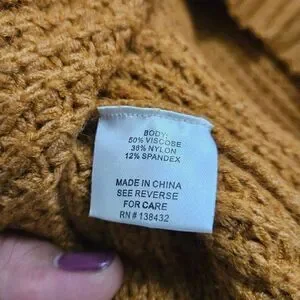 BODY:
50% VISCOSE
38% NYLON
12% SPANDEX
MADE IN CHINA
SEE REVERSE
FOR CARE
RN # 138432